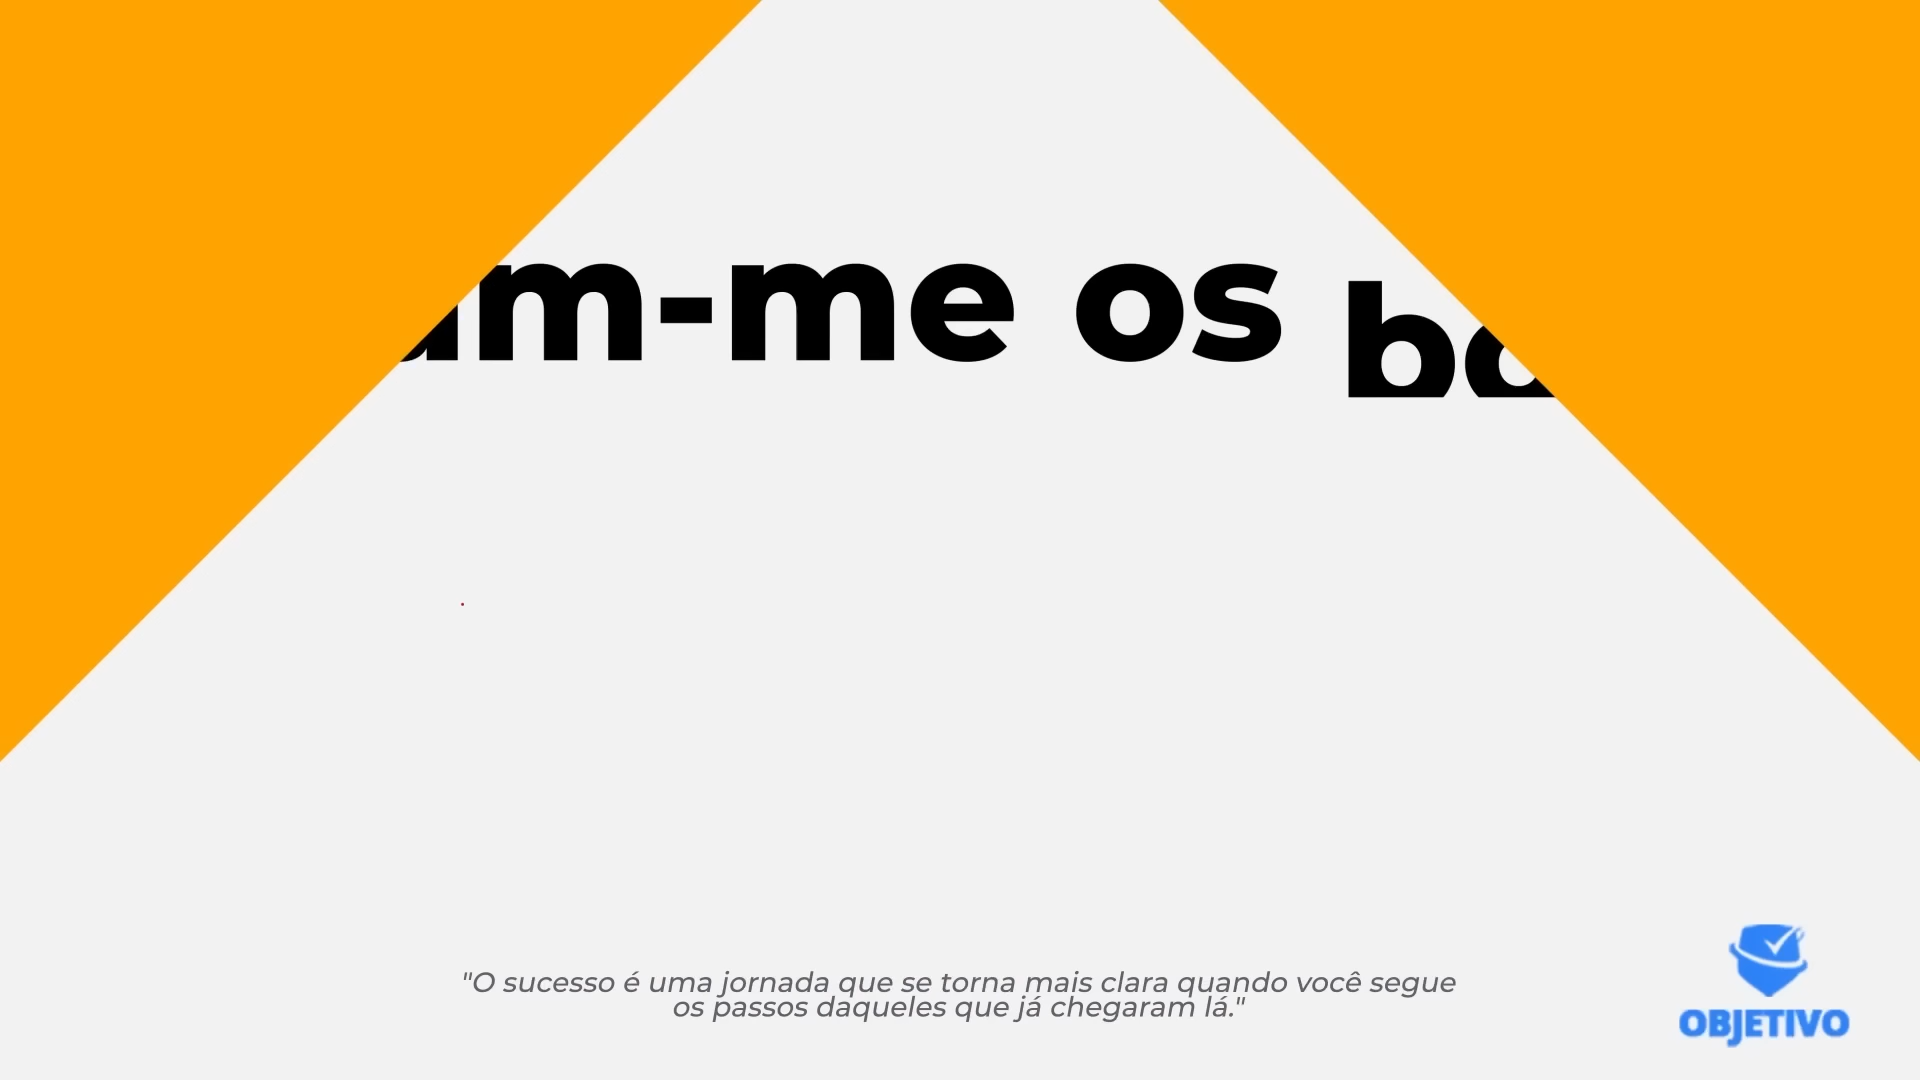 m-me os
"O sucesso é uma jornada que se torna mais clara quando você segue
os passos daqueles que já chegaram lá."
OBJETIVO